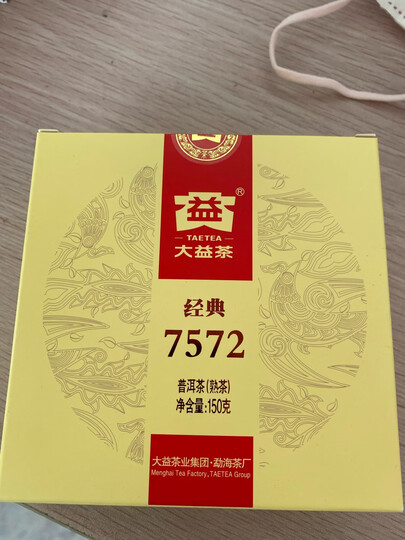 益
®
TAETEA
大益茶
经典
7572
普洱茶(熟茶)
净含量:150克
大益茶业集团·勐海茶厂
Menghai Tea Factory,TAETEA Group